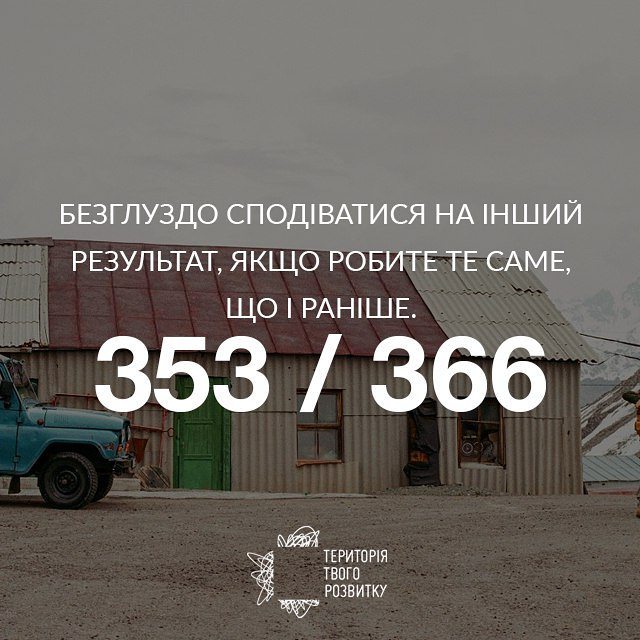 БЕЗГЛУЗДО СПОДІВАТИСЯ НА ІНШИЙ
РЕЗУЛЬТАТ, ЯКЩО РОБИТЕ ТЕ САМЕ,
ЩО І РАНІШЕ.
353 / 366
ТЕРИТОРІЯ
ТВОГО
РОЗВИТКУ